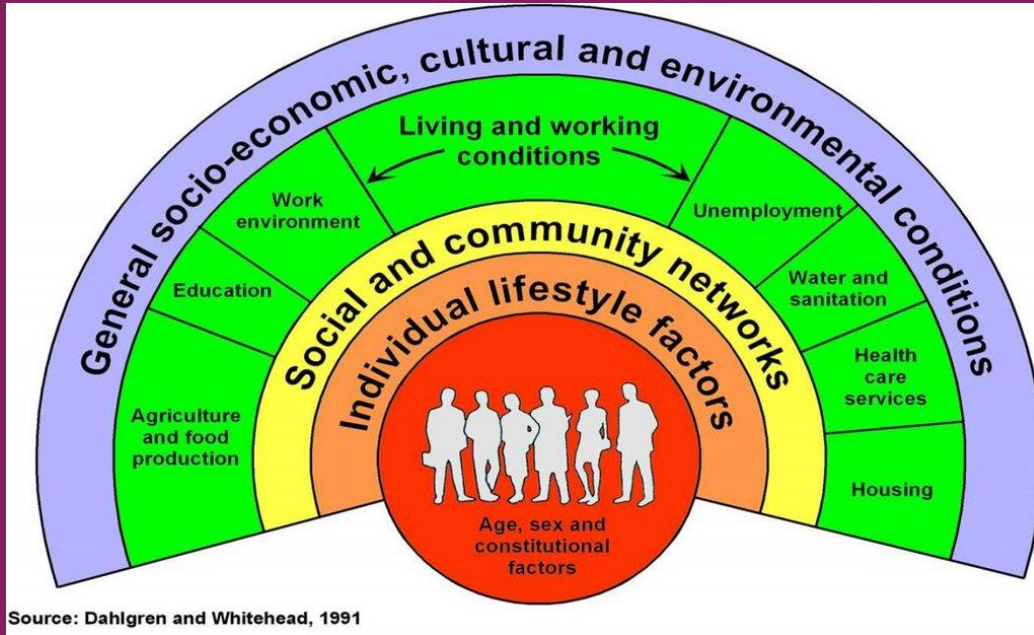 General socio-economic, cultural and environmental conditions
Living and working
conditions
Work
environment
Unemployment
Education
Water and
sanitation
Agriculture
and food
production
Health
care
services
Housing
Social and community networks
Individual lifestyle factors
Age, sex and
constitutional
factors
Source: Dahlgren and Whitehead, 1991